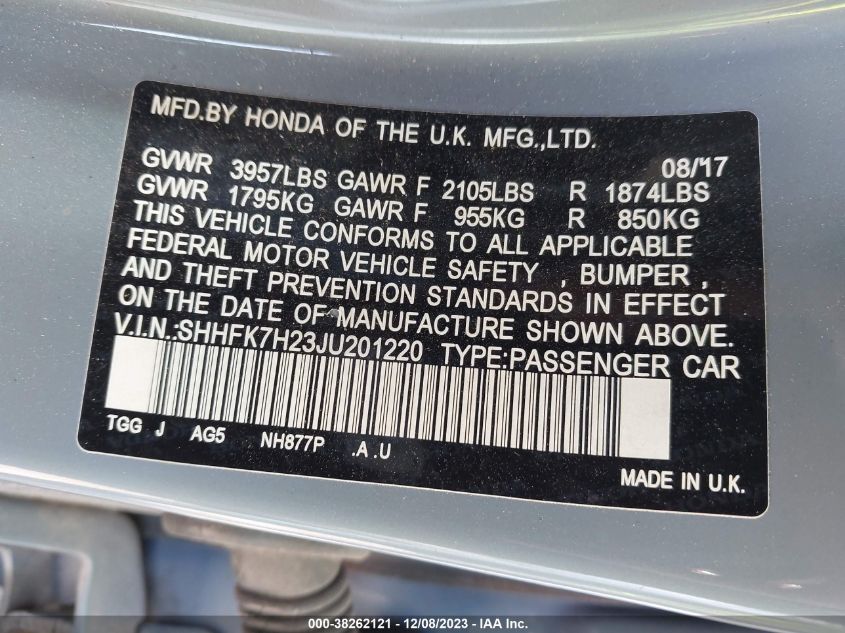 MFD.BY HONDA OF THE U.K. MFG.,LTD.
08/'17
GVWR 3957LBS GAWR F 2105LBS R 1874LBS
GVWR 1795KG GAWR F 955KG R 850KG
THIS VEHICLE CONFORMS TO ALL APPLICABLE
FEDERAL MOTOR VEHICLE SAFETY , BUMPER ,
AND THEFT PREVENTION STANDARDS IN EFFECT
ON THE DATE OF MANUFACTURE SHOWN ABOVE.
V.I.N.:SHHFK7H23JU201220 TYPE:PASSENGER CAR
TGG J AG5 NH877P .A .U
MADE IN U.K.
000-38262121 - 12/08/2023 - IAA Inc.